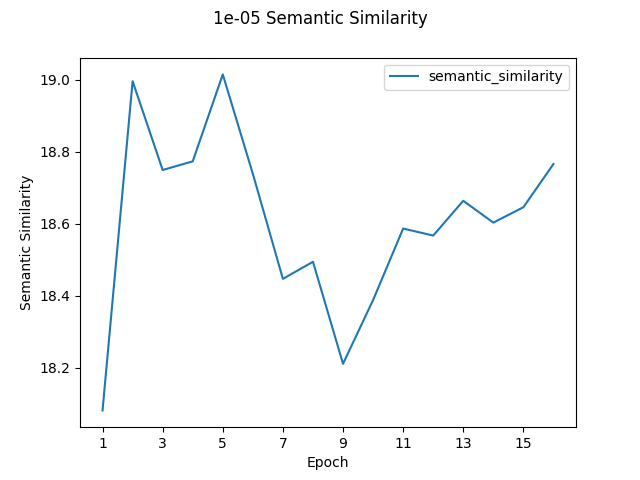 1e-05 Semantic Similarity
semantic_similarity
Semantic Similarity
19.0
18.8
18.6
18.4
18.2
1 3 5 7 9 11 13 15
Epoch